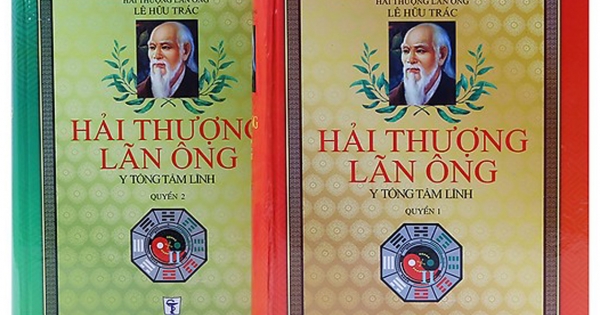 HẢI THƯỢNG LÃN ÔNG
LÊ HỮU TRÁC
HẢI THƯỢNG
LÃN ÔNG
Y TÔNG TÂM LĨNH
QUYỂN 2
HẢI THƯỢNG LÃN ÔNG
LÊ HỮU TRÁC
HẢI THƯỢNG
LÃN ÔNG
Y TÔNG TÂM LĨNH
QUYỂN 1